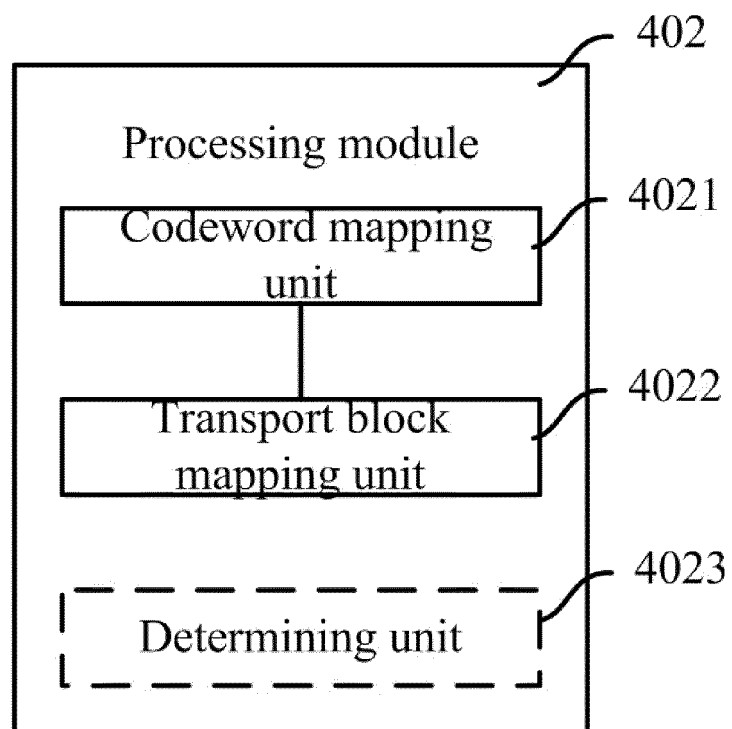 402
Processing module
4021
Codeword mapping
unit
4022
Transport block
mapping unit
4023
Determining unit